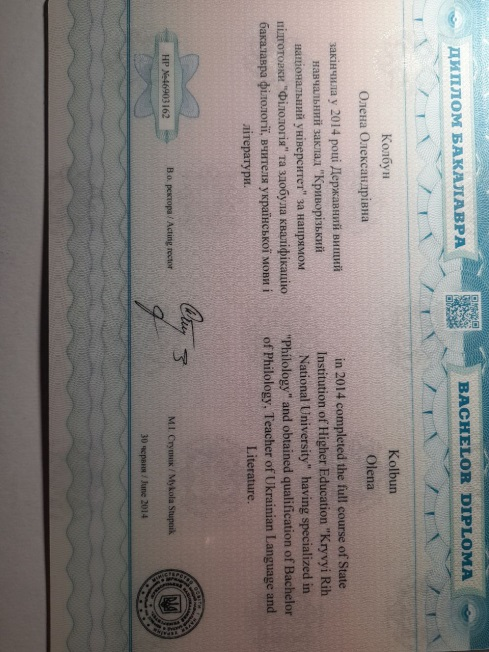 ДИПЛОМ БАКАЛАВРА
Колбун
Олена Олександрівна
закінчила у 2014 році Державний вищий
навчальний заклад "Криворізький
національний університет" за напрямом
підготовки "Філологія" та здобула кваліфікацію
бакалавра філології, вчителя української мови і
літератури.
BACHELOR DIPLOMA
Kolbun
Olena
in 2014 completed the full course of State
Institution of Higher Education "Kryvyi Rih
National University" having specialized in
"Philology" and obtained qualification of Bachelor
of Philology, Teacher of Ukrainian Language and
Literature.
НР №46903162
В.о. ректора / Acting rector
М.І. Ступнік / Mykola Stupnik
30 червня / June 2014